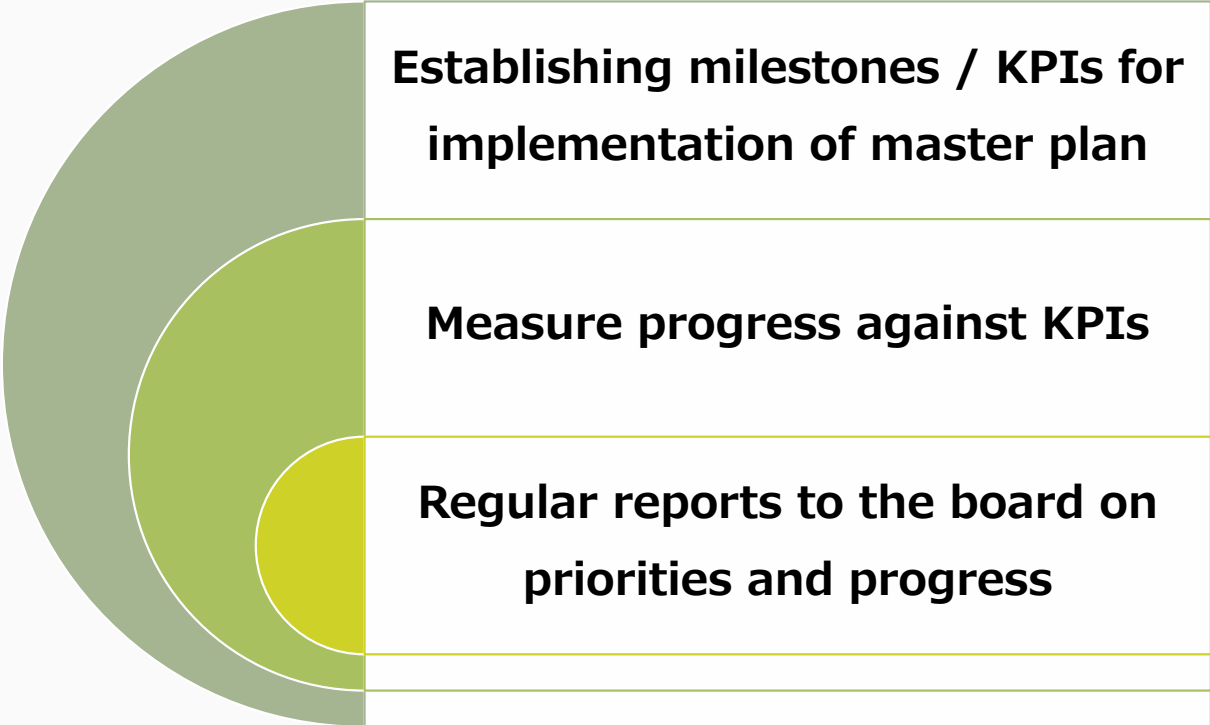 Establishing milestones / KPIs for
implementation of master plan
Measure progress against KPIs
Regular reports to the board on
priorities and progress